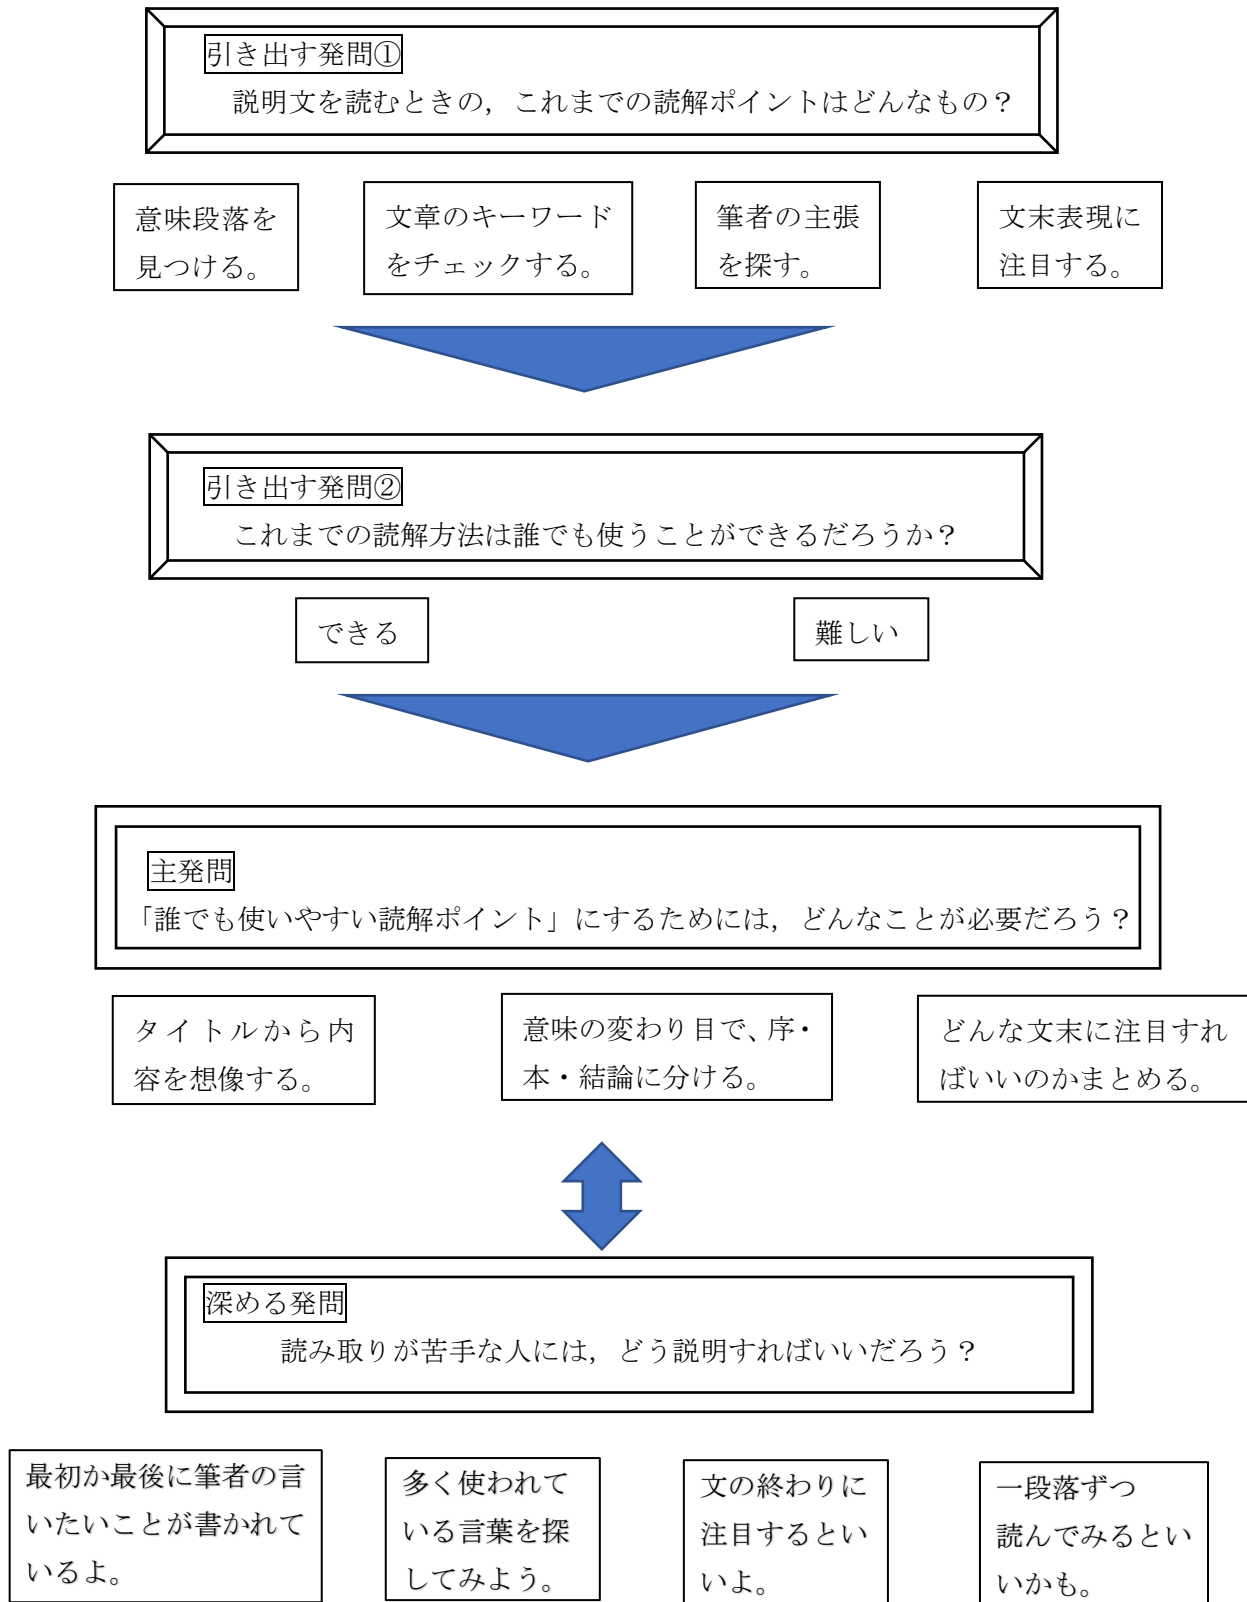 引き出す発問①
説明文を読むときの，これまでの読解ポイントはどんなもの？
意味段落を
見つける。
文章のキーワード
をチェックする。
筆者の主張
を探す。
文末表現に
注目する。
引き出す発問②
これまでの読解方法は誰でも使うことができるだろうか？
できる
難しい
主発問
「誰でも使いやすい読解ポイント」にするためには，どんなことが必要だろう？
タイトルから内
容を想像する。
意味の変わり目で、序・
本・結論に分ける。
どんな文末に注目すれ
ばいいのかまとめる。
深める発問
読み取りが苦手な人には，どう説明すればいいだろう？
最初か最後に筆者の言
いたいことが書かれて
いるよ。
多く使われて
いる言葉を探
してみよう。
文の終わりに
注目するとい
いよ。
一段落ずつ
読んでみるとい
いかも。